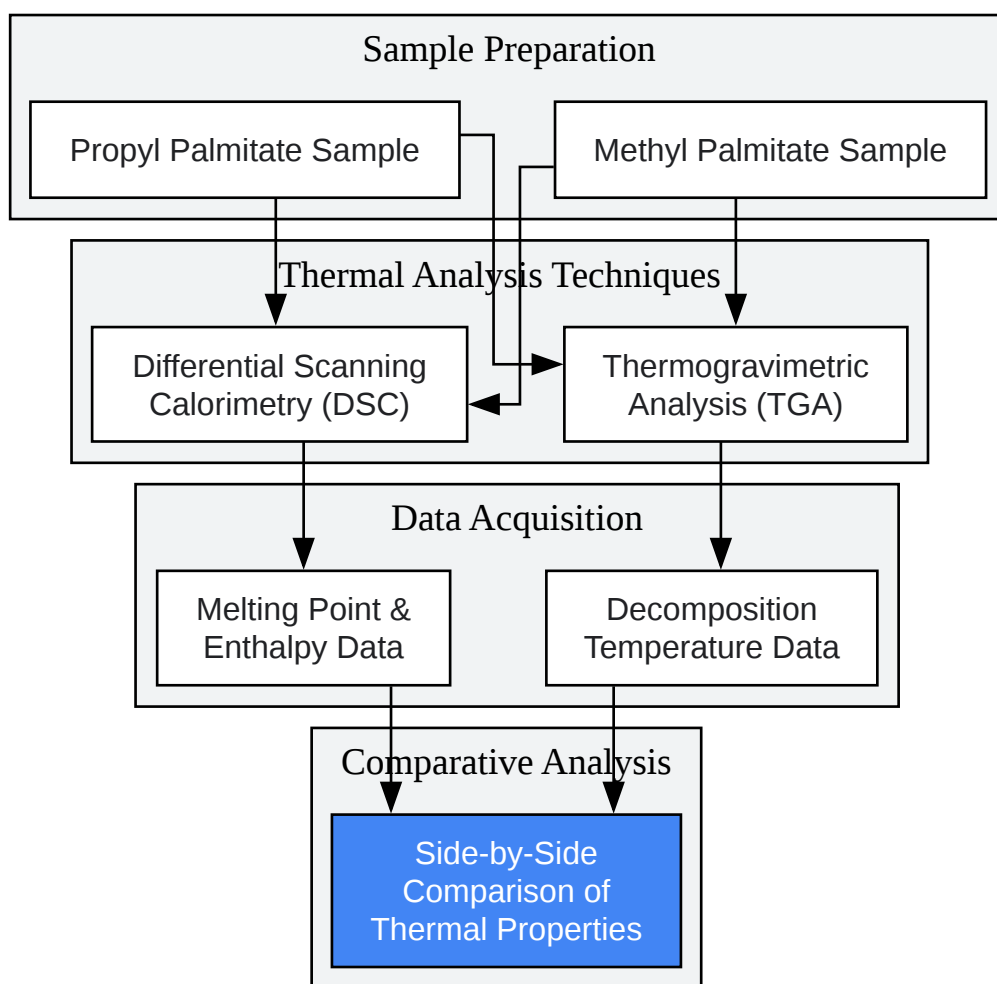 Sample Preparation
Propyl Palmitate Sample
Methyl Palmitate Sample
Thermal Analysis Techniques
Differential Scanning
Calorimetry (DSC)
Thermogravimetric
Analysis (TGA)
Data Acquisition
Melting Point &
Enthalpy Data
Decomposition
Temperature Data
Comparative Analysis
Side-by-Side
Comparison of
Thermal Properties